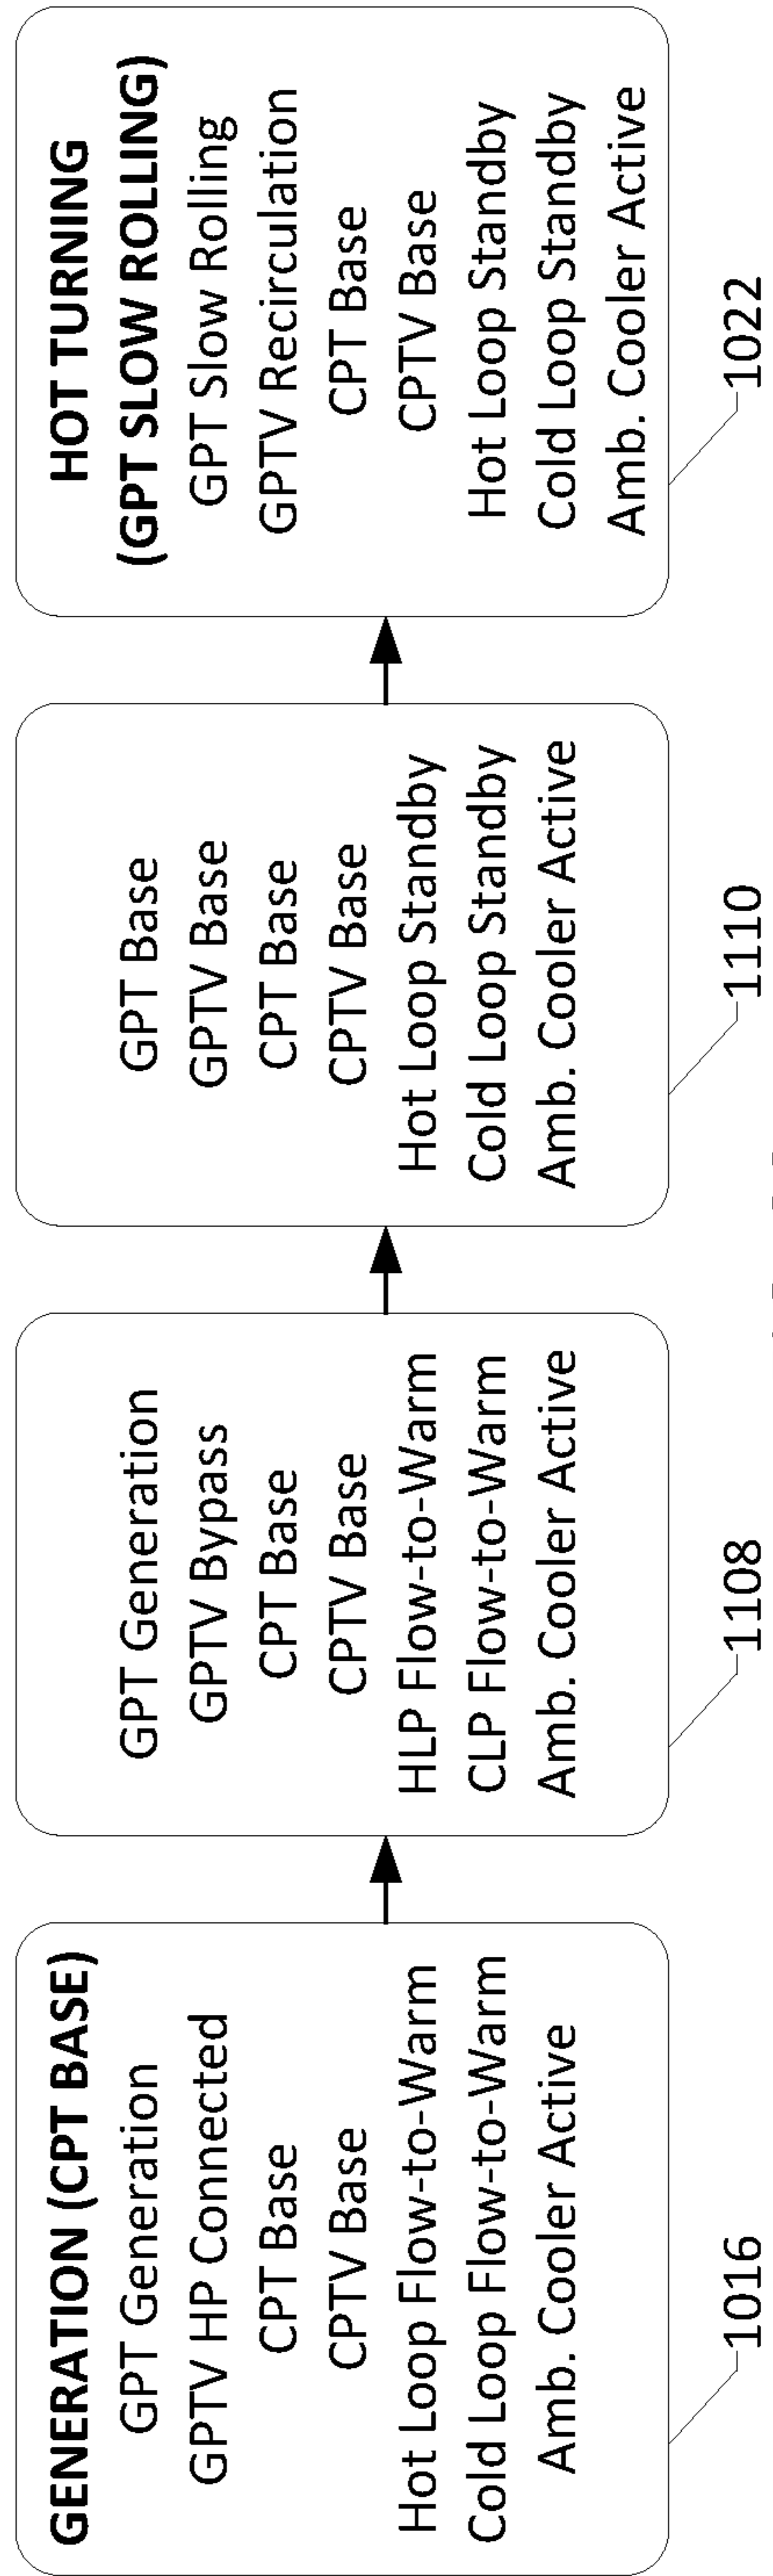 GENERATION (CPT BASE)
GPT Generation
GPTV HP Connected
CPT Base
CPTV Base
Hot Loop Flow-to-Warm
Cold Loop Flow-to-Warm
Amb. Cooler Active
1016
GPT Generation
GPTV Bypass
CPT Base
CPTV Base
HLP Flow-to-Warm
CLP Flow-to-Warm
Amb. Cooler Active
1108
GPT Base
GPTV Base
CPT Base
CPTV Base
Hot Loop Standby
Cold Loop Standby
Amb. Cooler Active
1110
HOT TURNING
(GPT SLOW ROLLING)
GPT Slow Rolling
GPTV Recirculation
CPT Base
CPTV Base
Hot Loop Standby
Cold Loop Standby
Amb. Cooler Active
1022